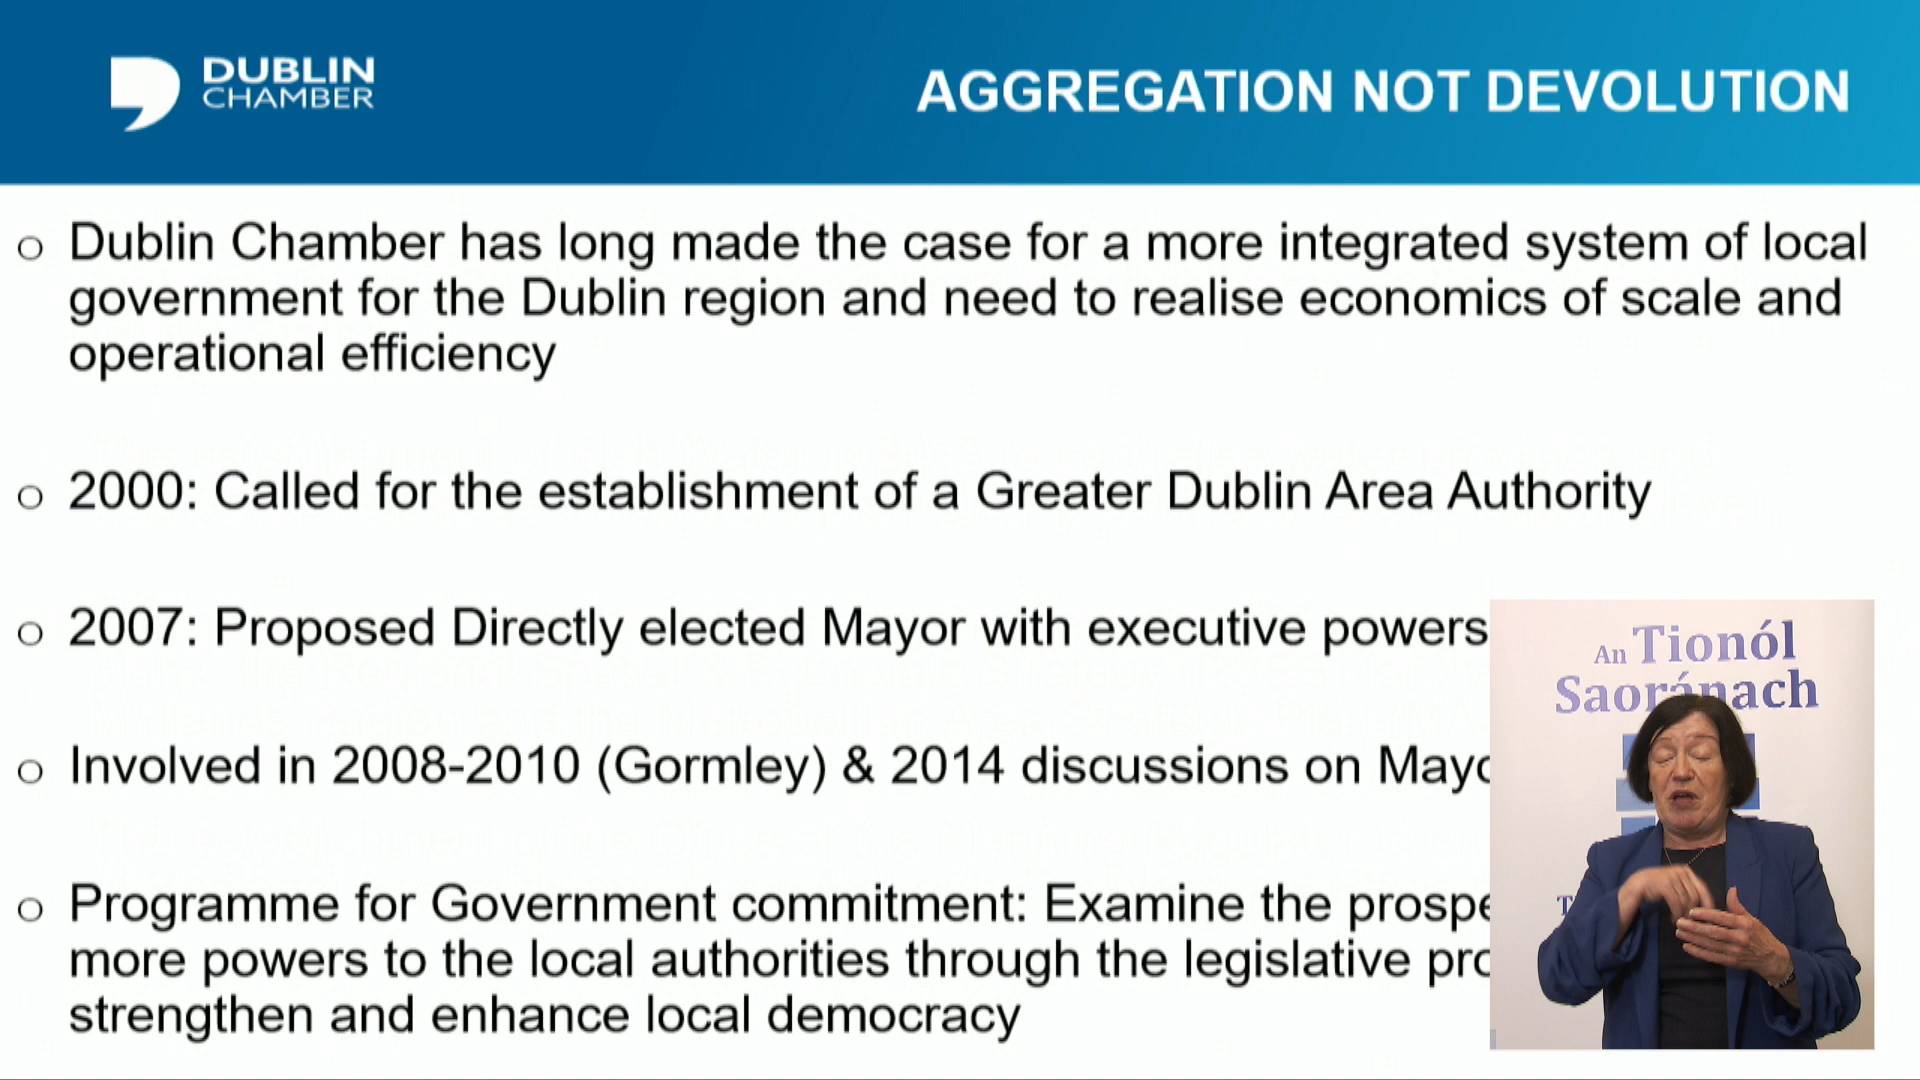 DUBLIN
CHAMBER
AGGREGATION NOT DEVOLUTION
Dublin Chamber has long made the case for a more integrated system of local
government for the Dublin region and need to realise economics of scale and
operational efficiency
2000: Called for the establishment of a Greater Dublin Area Authority
2007: Proposed Directly elected Mayor with executive powers
Involved in 2008-2010 (Gormley) & 2014 discussions on
Programme for Government commitment: Examine the
more powers to the local authorities through the legislative
strengthen and enhance local democracy
An Tionól
Saoránach